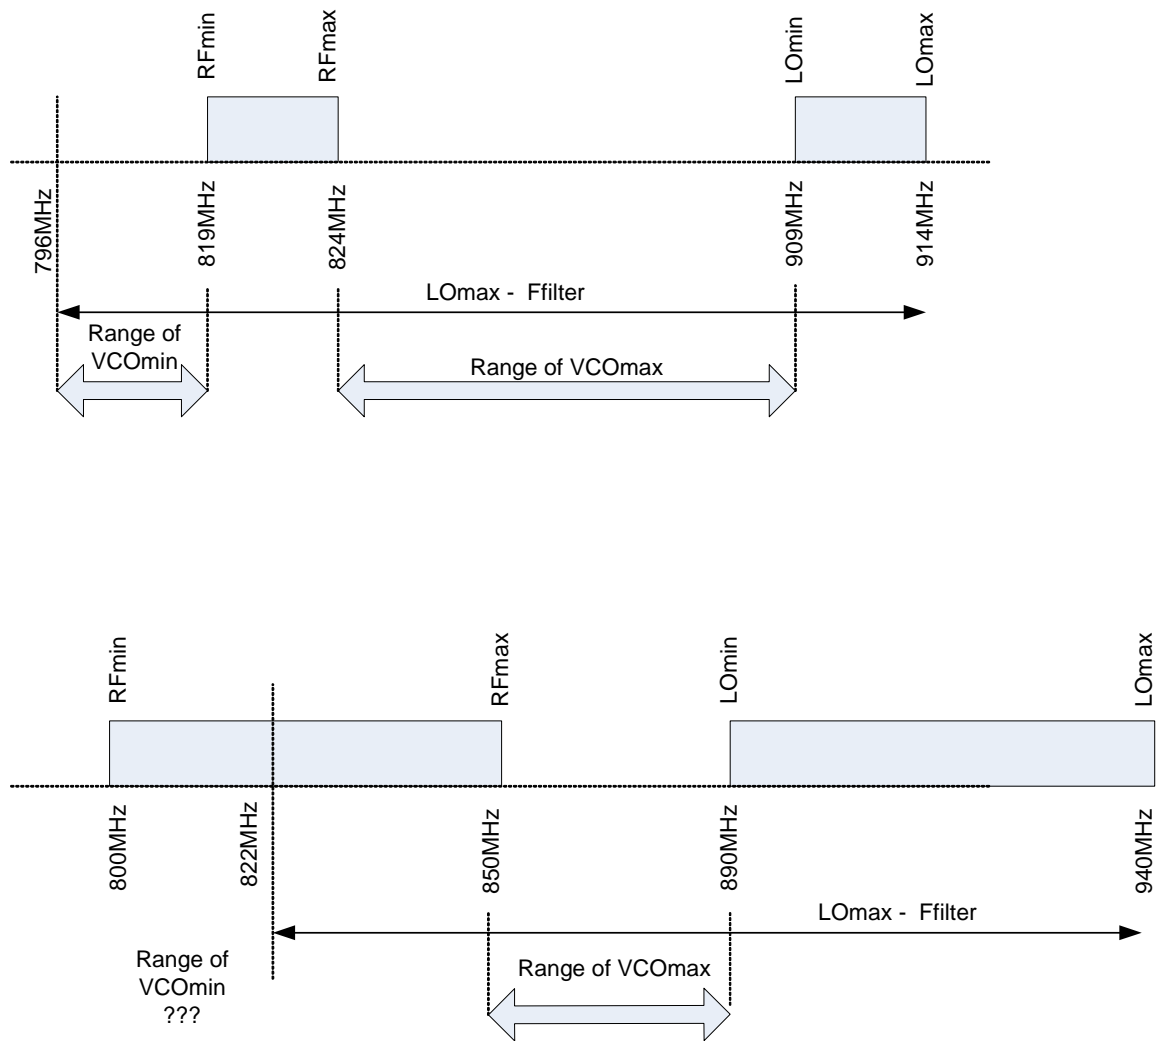 RFmin
RFmax
LOmin
LOmax
796MHz
819MHz
824MHz
909MHz
914MHz
LOmax - Ffilter
Range of
VCOmin
Range of VCOmax
RFmin
RFmax
LOmin
LOmax
800MHz
822MHz
850MHz
890MHz
940MHz
LOmax - Ffilter
Range of
VCOmin
???
Range of VCOmax